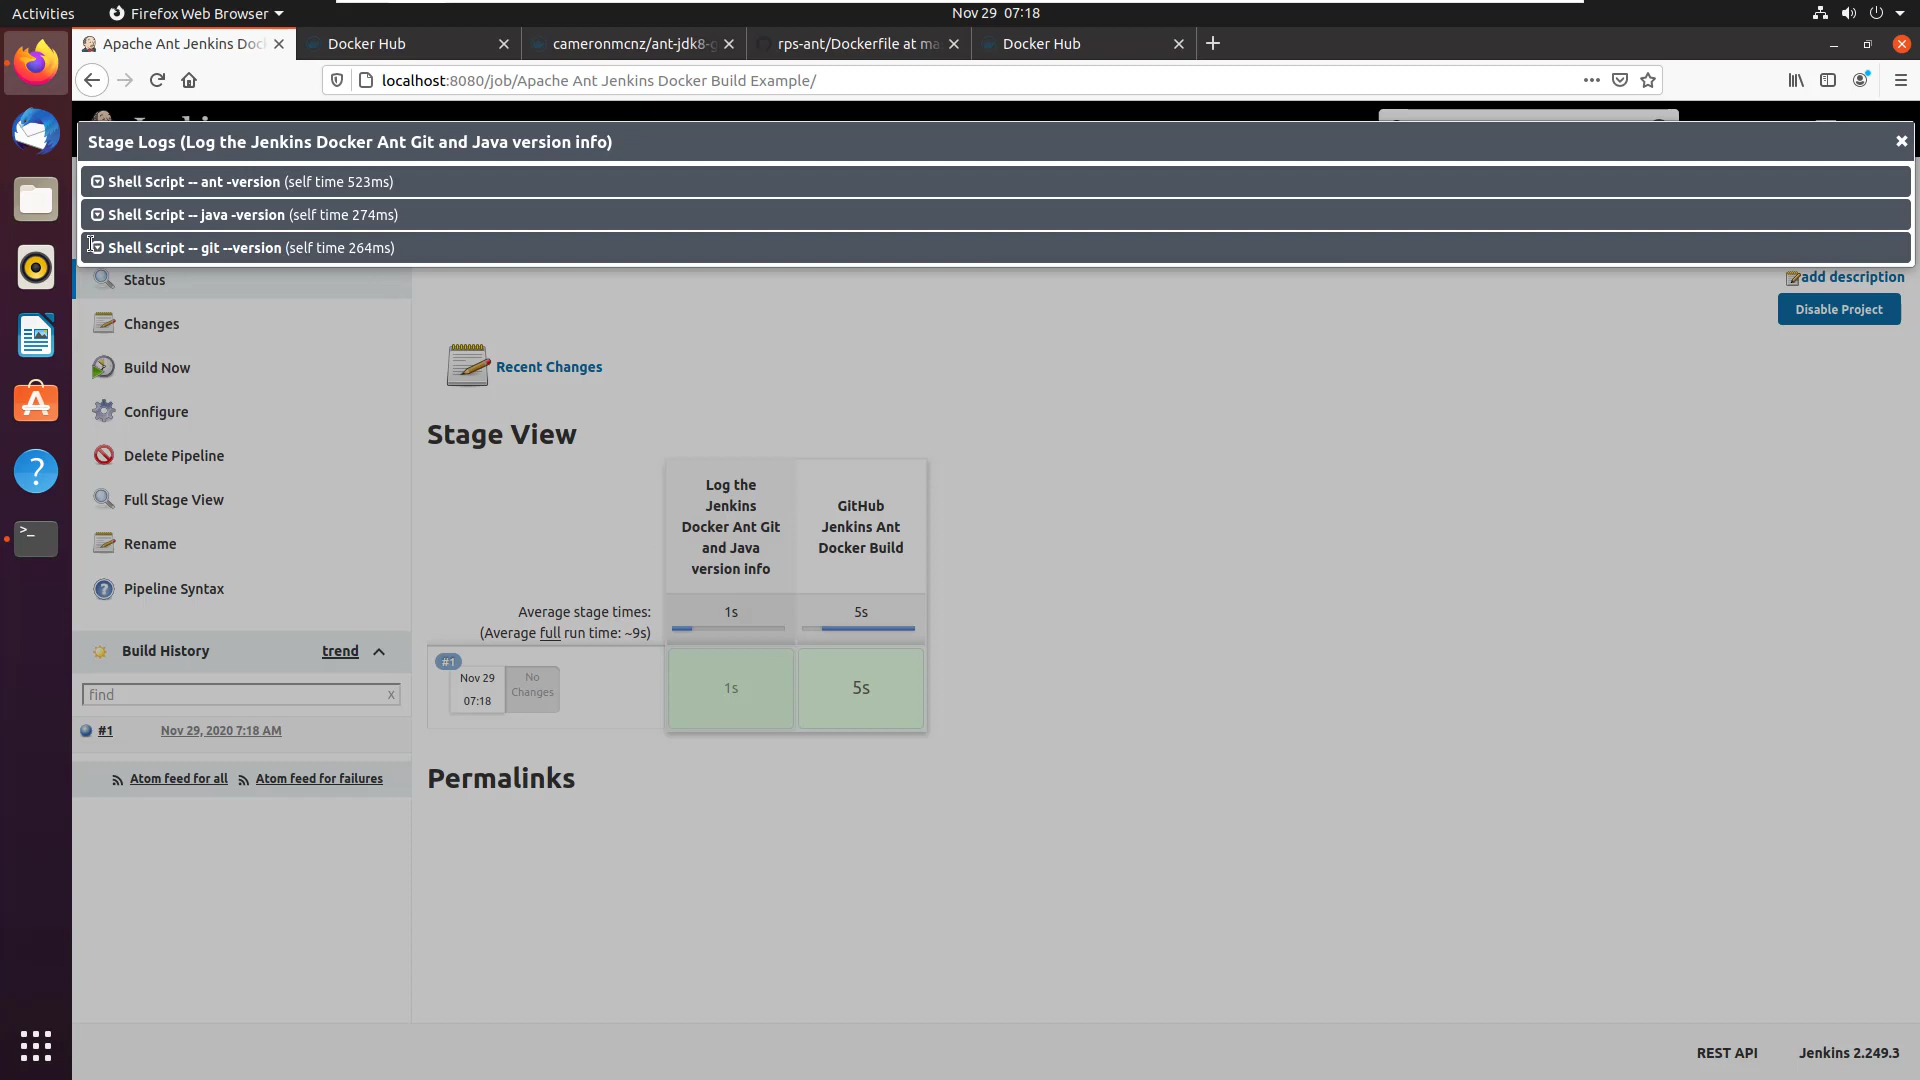 Activities
Firefox Web Browser
Nov 29 07:18
Apache Ant Jenkins Doc
Docker Hub
cameronmcnz/ant-jdk8-g
rps-ant/Dockerfile at ma
Docker Hub
localhost:8080/job/Apache Ant Jenkins Docker Build Example/
Stage Logs (Log the Jenkins Docker Ant Git and Java version info)
Shell Script -- ant -version (self time 523ms)
Shell Script -- java -version (self time 274ms)
Shell Script -- git --version (self time 264ms)
Status
Changes
Build Now
Configure
Delete Pipeline
Full Stage View
Rename
Pipeline Syntax
Build History
trend
find
x
#1
Nov 29, 2020 7:18 AM
Atom feed for all
Atom feed for failures
add description
Disable Project
Recent Changes
Stage View
Log the
Jenkins
Docker Ant Git
and Java
version info
GitHub
Jenkins Ant
Docker Build
Average stage times:
(Average full run time: ~9s)
1s
5s
#1
Nov 29
07:18
No
Changes
1s
5s
Permalinks
REST API
Jenkins 2.249.3